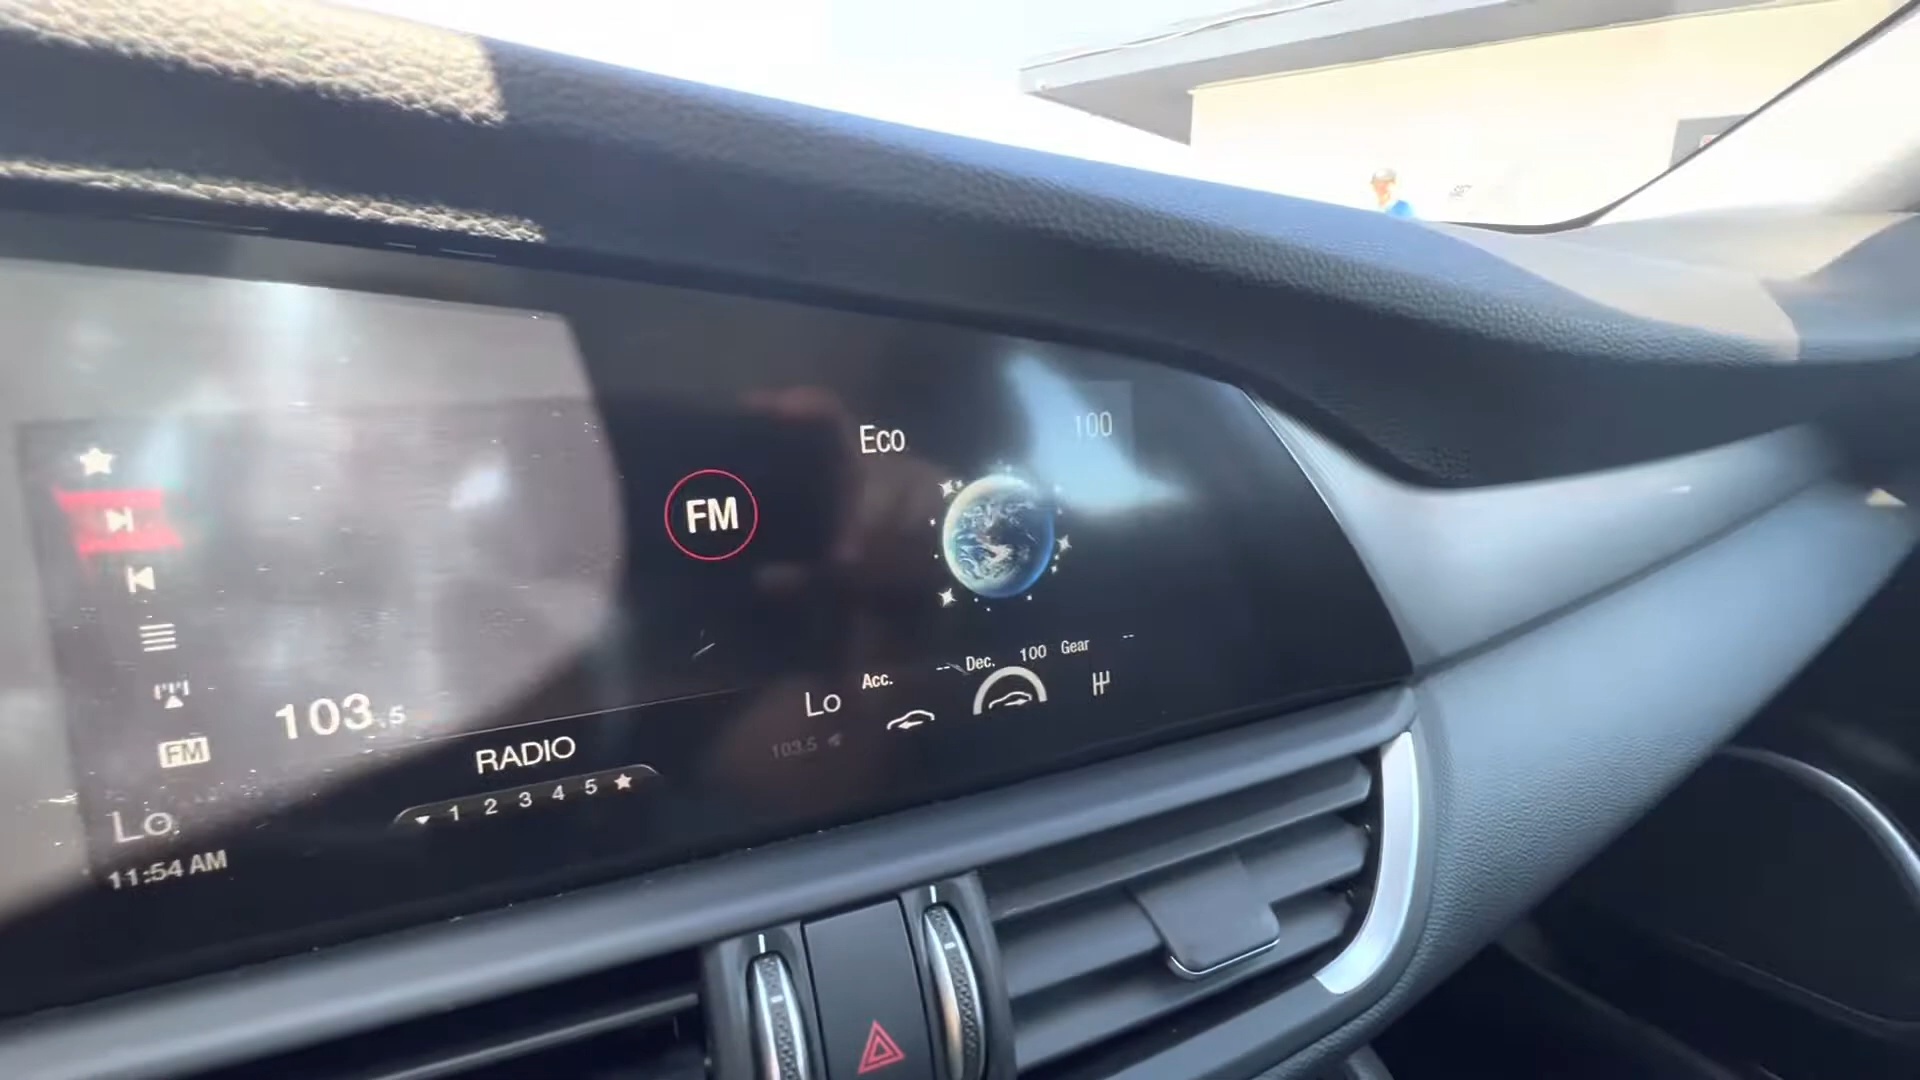 Eco
100
FM
103.5
FM
RADIO
1 2 3 4 5
Lo
11:54 AM
Acc. -- Dec. 100 Gear --
Lo
103.5